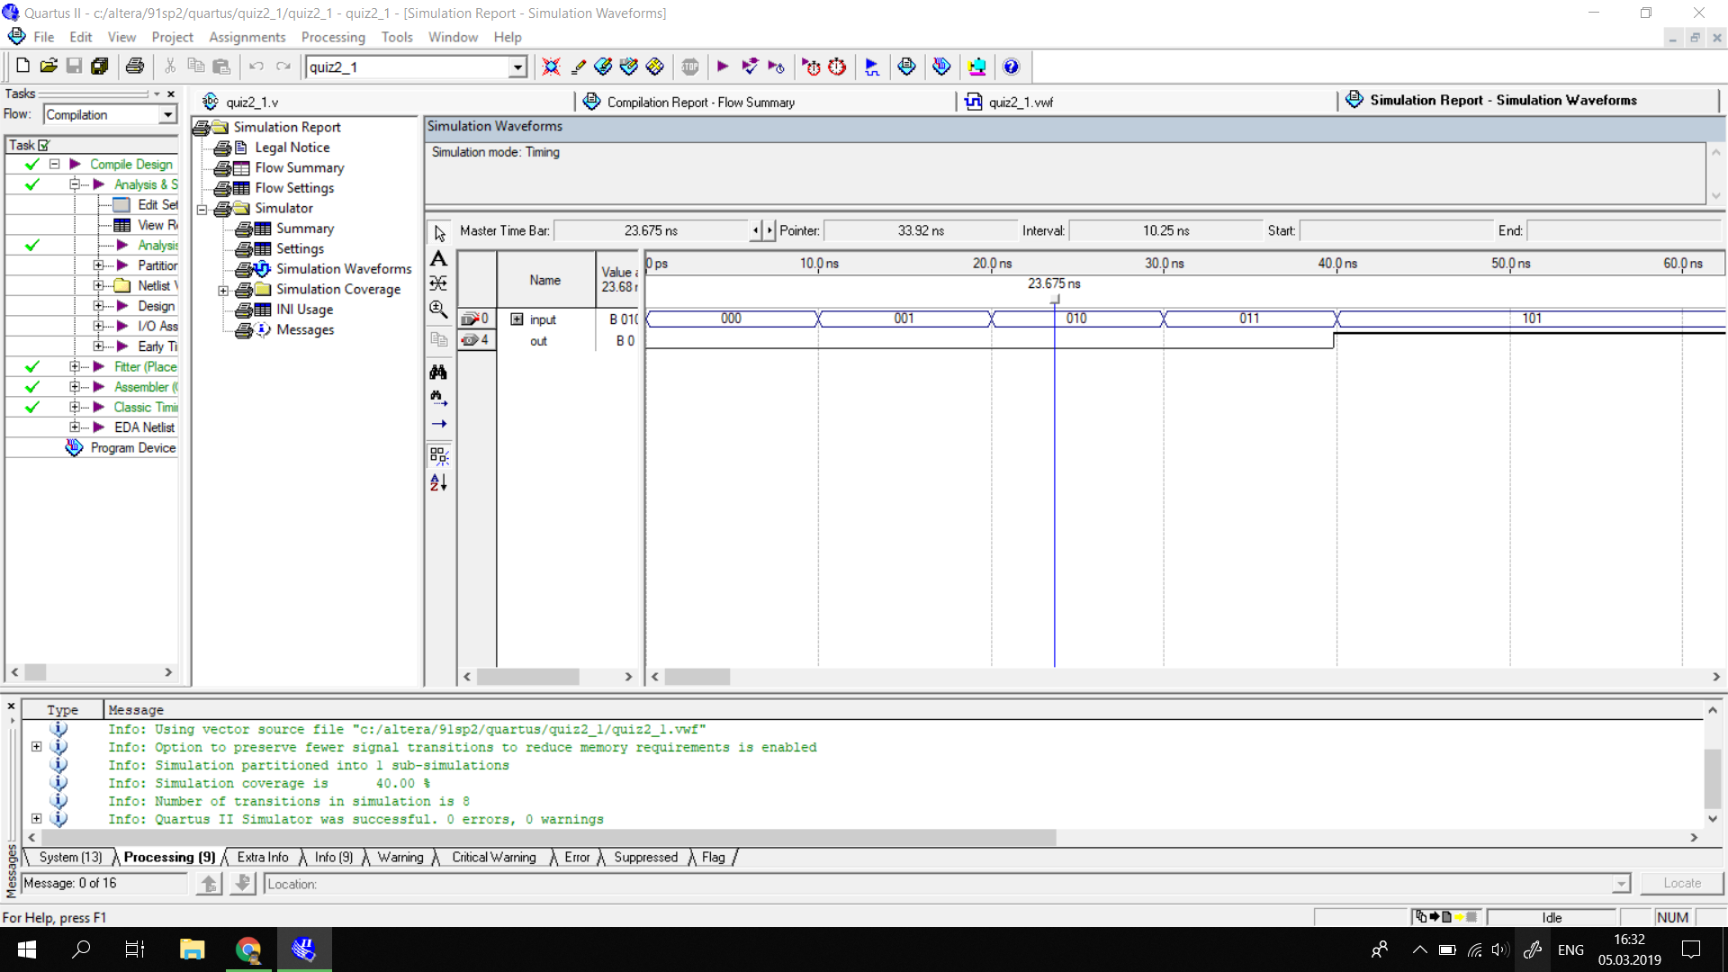 Quartus II - c:/altera/91sp2/quartus/quiz2_1/quiz2_1 - quiz2_1 - [Simulation Report - Simulation Waveforms]
File Edit View Project Assignments Processing Tools Window Help
quiz2_1
Tasks
Flow: Compilation
Task
Compile Design
Analysis & S
Edit Set
View Re
Analysis
Partition
Netlist V
Design
I/O Ass
Early Ti
Fitter (Place
Assembler (
Classic Timi
EDA Netlist
Program Device
quiz2_1.v
Compilation Report - Flow Summary
quiz2_1.vwf
Simulation Report - Simulation Waveforms
Simulation Report
Legal Notice
Flow Summary
Flow Settings
Simulator
Summary
Settings
Simulation Waveforms
Simulation Coverage
INI Usage
Messages
Simulation Waveforms
Simulation mode: Timing
Master Time Bar: 23.675 ns Pointer: 33.92 ns Interval: 10.25 ns Start: End:
Name
Value a
23.68 n
0 ps 10.0 ns 20.0 ns 30.0 ns 40.0 ns 50.0 ns 60.0 ns
23.675 ns
0 input B 010 000 001 010 011 101
4 out B 0
Type Message
Info: Using vector source file "c:/altera/91sp2/quartus/quiz2_1/quiz2_1.vwf"
Info: Option to preserve fewer signal transitions to reduce memory requirements is enabled
Info: Simulation partitioned into 1 sub-simulations
Info: Simulation coverage is 40.00 %
Info: Number of transitions in simulation is 8
Info: Quartus II Simulator was successful. 0 errors, 0 warnings
System (13) Processing (9) Extra Info Info (9) Warning Critical Warning Error Suppressed Flag
Messages
Message: 0 of 16 Location: Locate
For Help, press F1 Idle NUM
ENG
16:32
05.03.2019